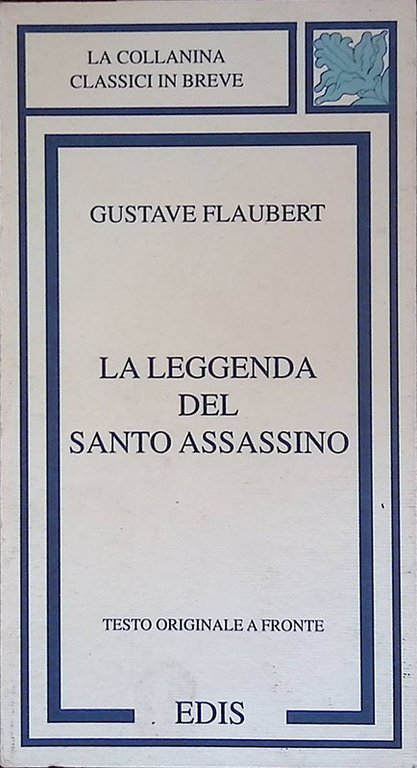 LA COLLANINA
CLASSICI IN BREVE
GUSTAVE FLAUBERT
LA LEGGENDA
DEL
SANTO ASSASSINO
TESTO ORIGINALE A FRONTE
EDIS